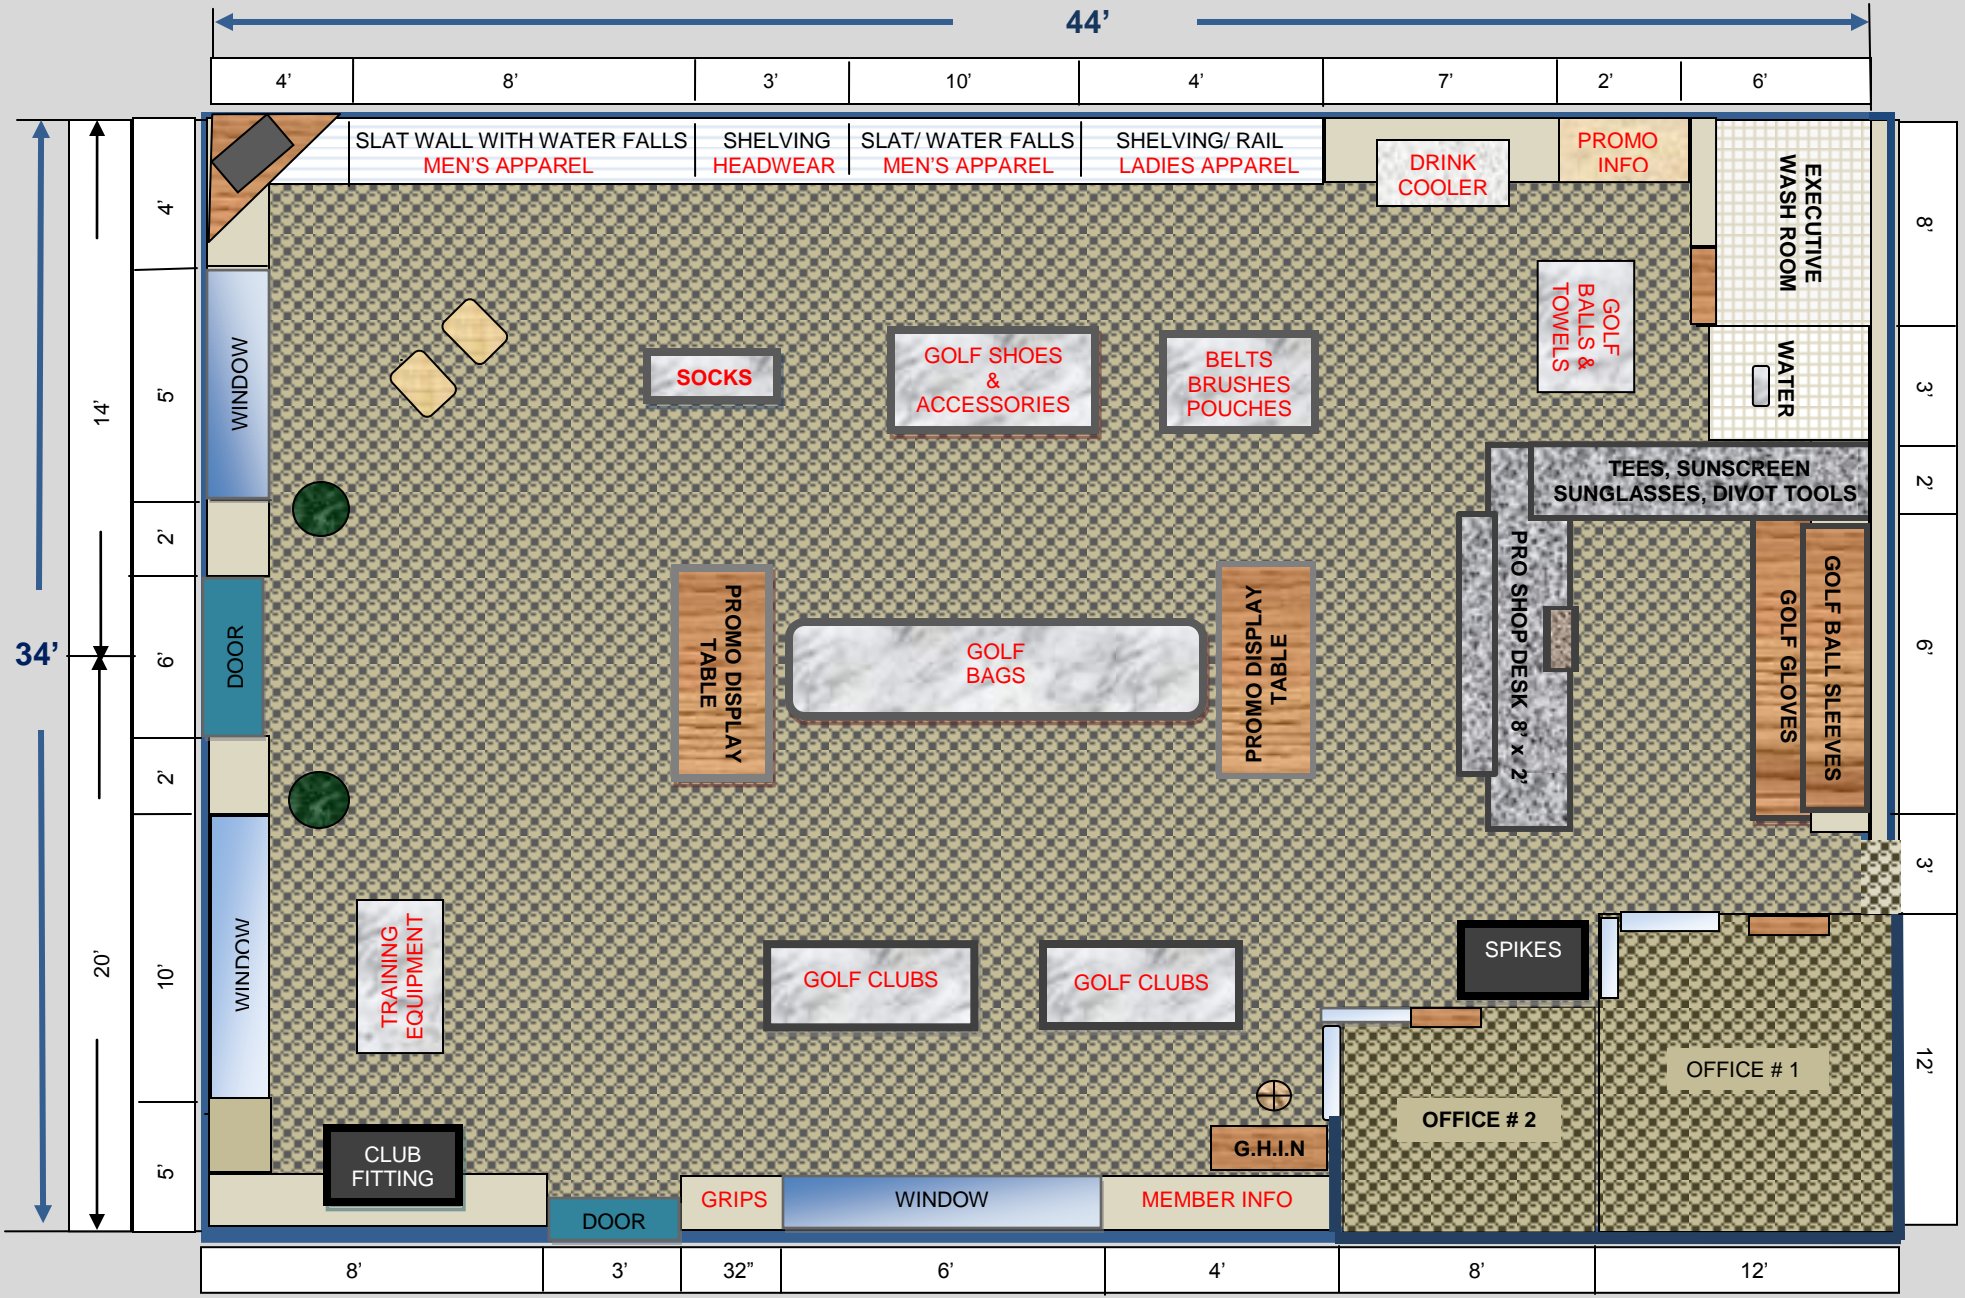 44’
4’
8’
3’
10’
4’
7’
2’
6’
SLAT WALL WITH WATER FALLS
MEN’S APPAREL
SHELVING
HEADWEAR
SLAT/ WATER FALLS
MEN’S APPAREL
SHELVING/ RAIL
LADIES APPAREL
DRINK
COOLER
PROMO
INFO
EXECUTIVE
WASH ROOM
WATER
GOLF
BALLS &
TOWELS
SOCKS
GOLF SHOES
&
ACCESSORIES
BELTS
BRUSHES
POUCHES
TEES, SUNSCREEN
SUNGLASSES, DIVOT TOOLS
34’
14’
20’
4’
5’
2’
6’
2’
10’
5’
WINDOW
DOOR
WINDOW
PROMO DISPLAY
TABLE
GOLF
BAGS
PROMO DISPLAY
TABLE
PRO SHOP DESK 8’ x 2’
GOLF BALL SLEEVES
GOLF GLOVES
8’
3’
2’
6’
3’
12’
TRAINING
EQUIPMENT
GOLF CLUBS
GOLF CLUBS
SPIKES
OFFICE # 1
OFFICE # 2
G.H.I.N
CLUB
FITTING
DOOR
GRIPS
WINDOW
MEMBER INFO
8’
3’
32”
6’
4’
8’
12’